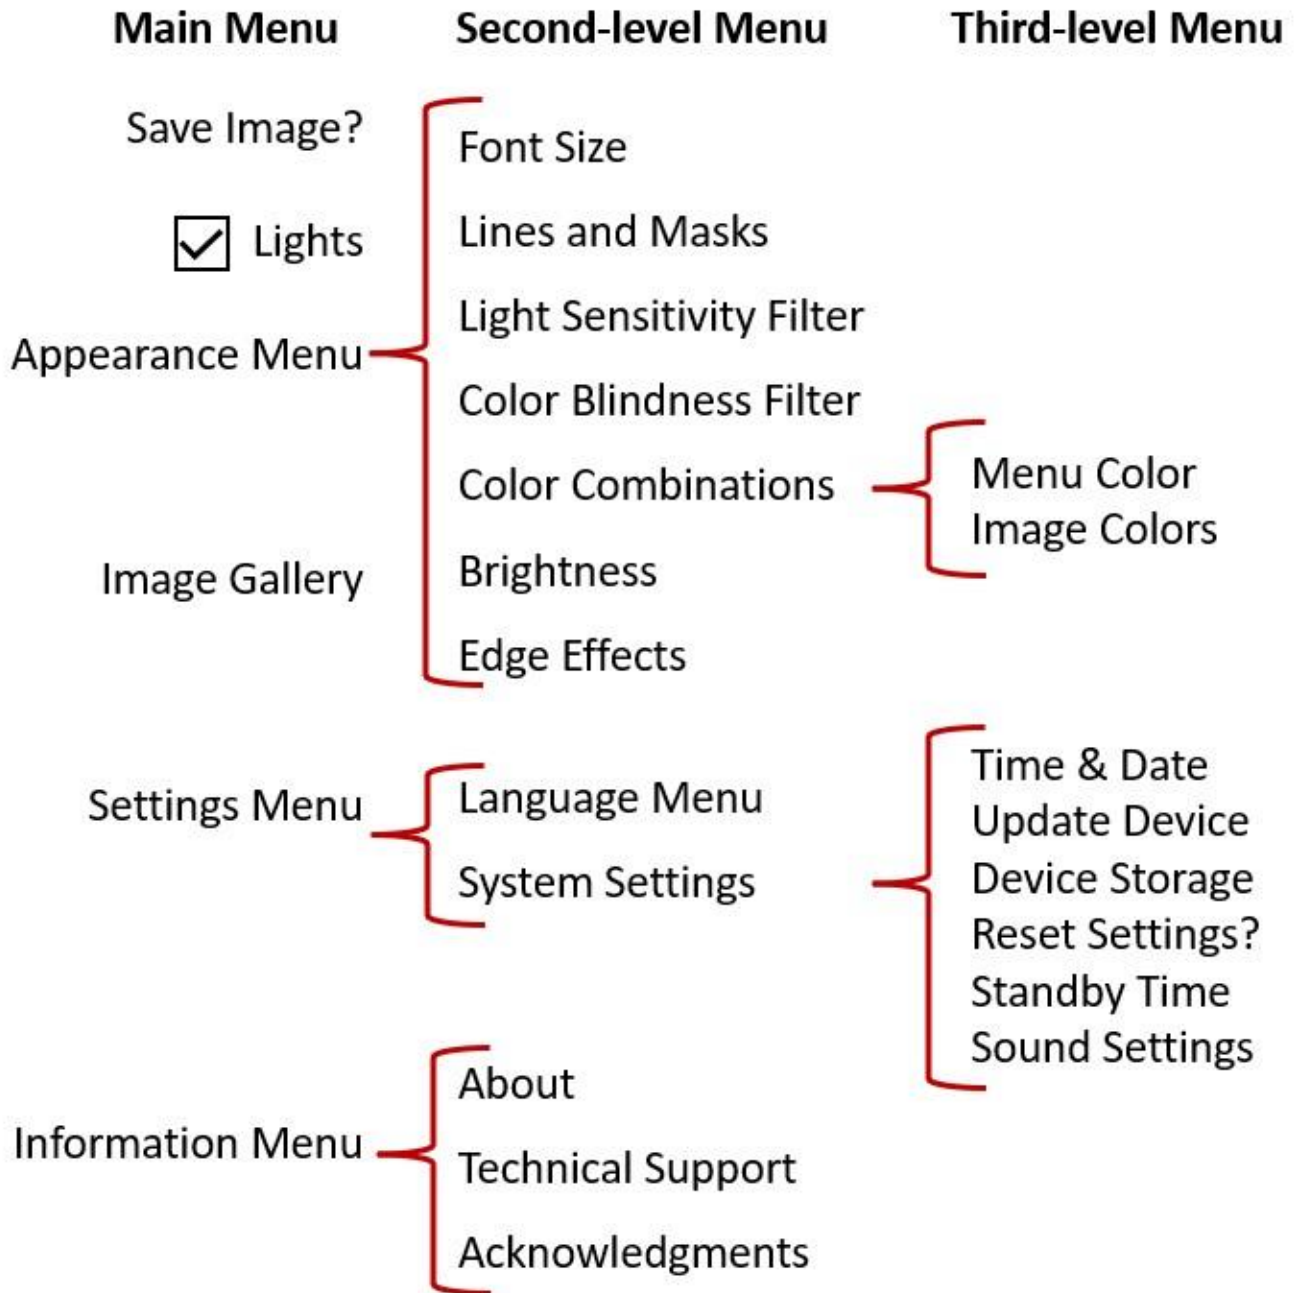 Main Menu
Second-level Menu
Third-level Menu
Save Image?
Lights
Appearance Menu
Font Size
Lines and Masks
Light Sensitivity Filter
Color Blindness Filter
Color Combinations
Menu Color
Image Colors
Brightness
Edge Effects
Image Gallery
Settings Menu
Language Menu
System Settings
Time & Date
Update Device
Device Storage
Reset Settings?
Standby Time
Sound Settings
Information Menu
About
Technical Support
Acknowledgments